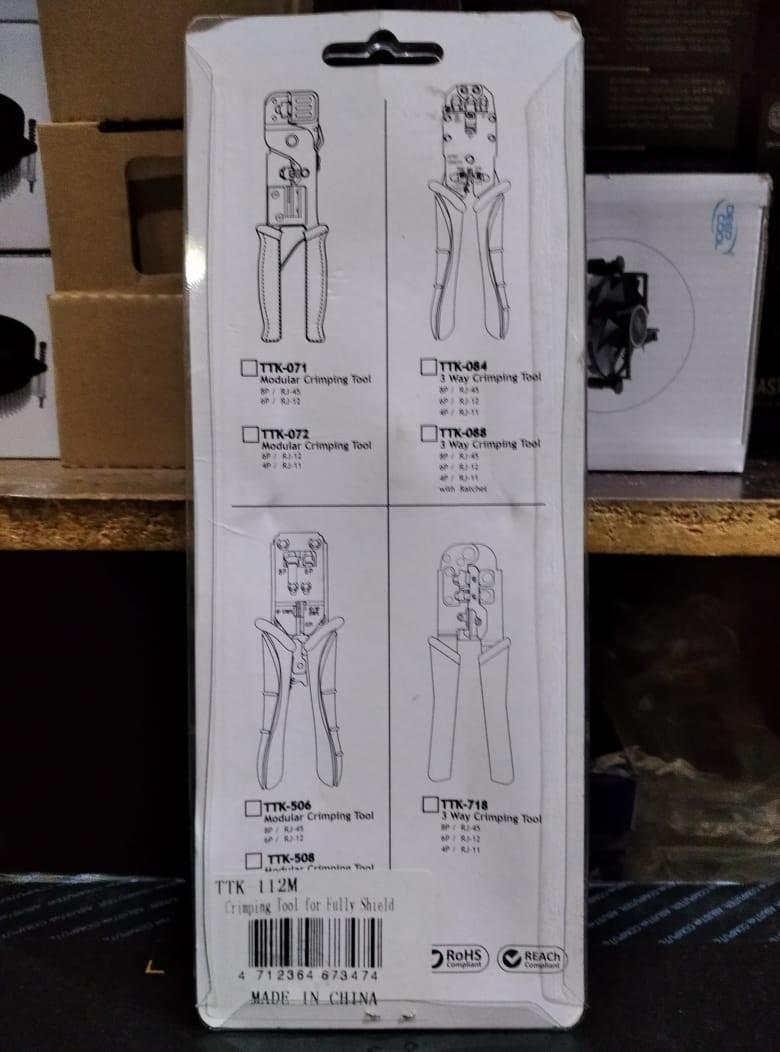 TTK-071
Modular Crimping Tool
8P / RJ-45
6P / RJ-12
TTK-072
Modular Crimping Tool
6P / RJ-12
4P / RJ-11
TTK-084
3 Way Crimping Tool
8P / RJ-45
6P / RJ-12
4P / RJ-11
TTK-088
3 Way Crimping Tool
8P / RJ-45
6P / RJ-12
4P / RJ-11
with Ratchet
8P 6P
TTK-506
Modular Crimping Tool
8P / RJ-45
6P / RJ-12
TTK-508
Modular Crimping Tool
TTK-718
3 Way Crimping Tool
8P / RJ-45
6P / RJ-12
4P / RJ-11
TTK 112M
Crimping Tool for Fully Shield
4 712364 673474
MADE IN CHINA
RoHS
Compliant
REACh
Compliant